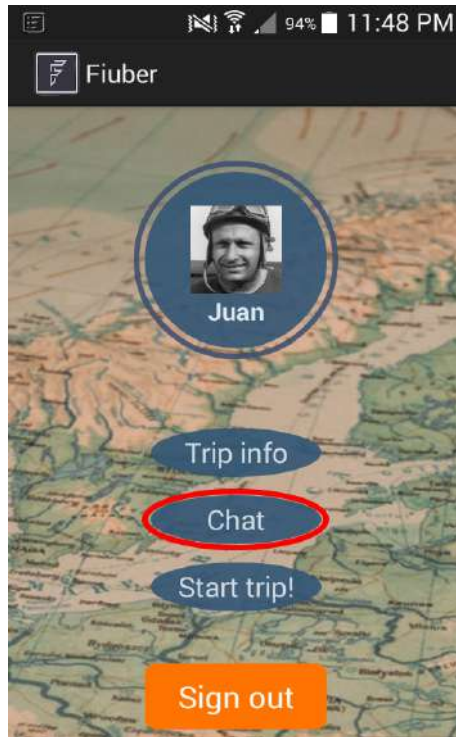 94% 11:48 PM
Fiuber
Juan
Trip info
Chat
Start trip!
Sign out